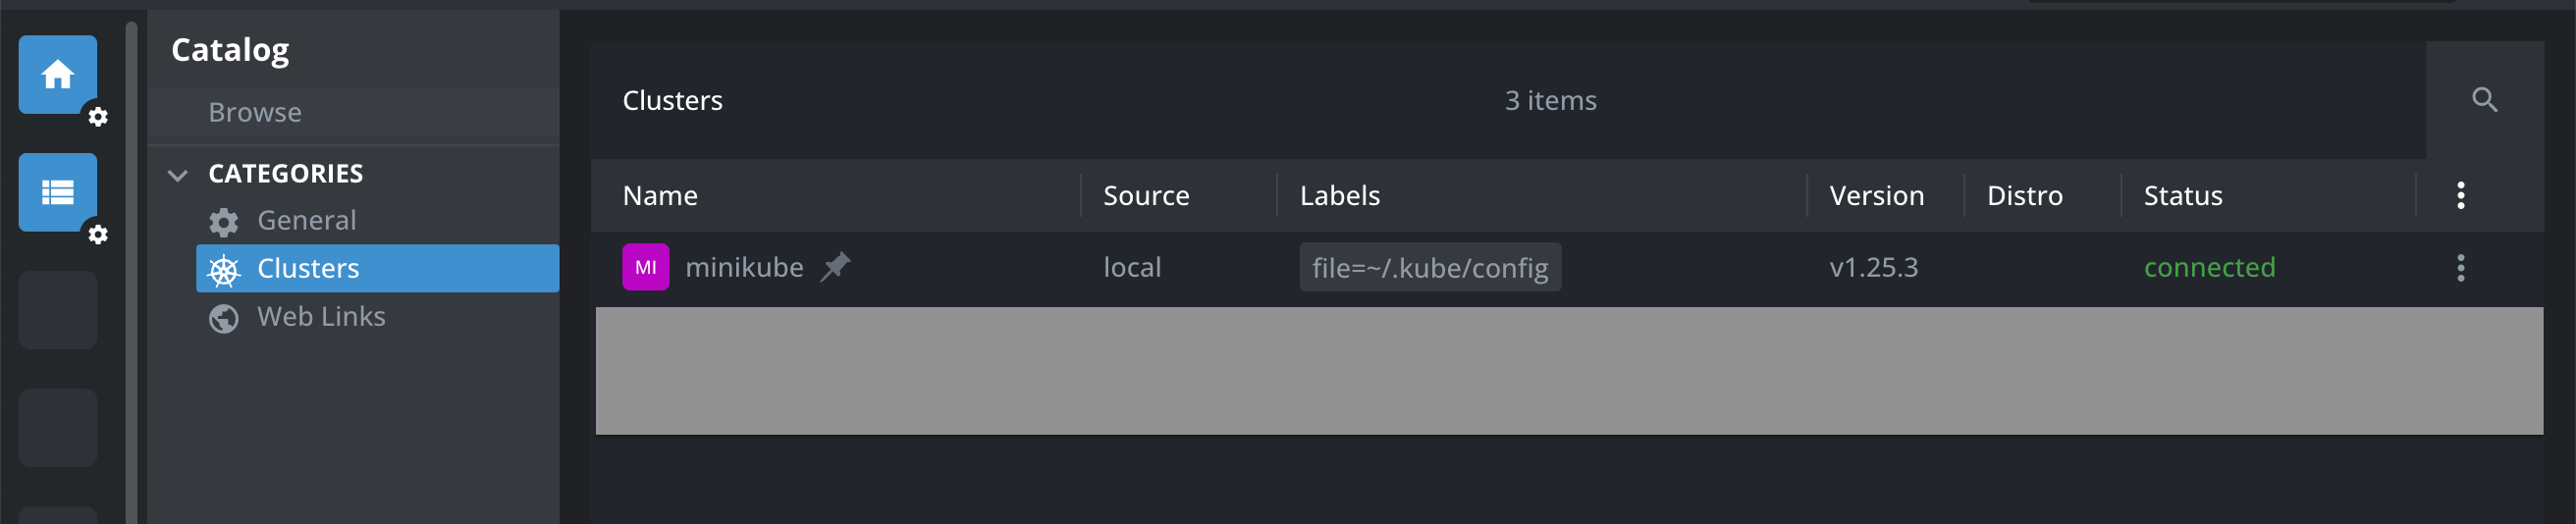 Catalog
Browse
CATEGORIES
General
Clusters
Web Links
Clusters 3 items
Name Source Labels Version Distro Status
MI minikube local file=~/.kube/config v1.25.3 connected